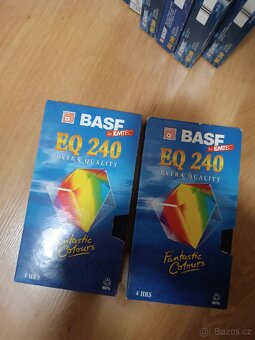 BASF
by EMTEC
EQ 240
EXTRA QUALITY
Fantastic
Colours
4 HRS
BASF
by EMTEC
EQ 240
EXTRA QUALITY
Fantastic
Colours
4 HRS
Bazos.cz